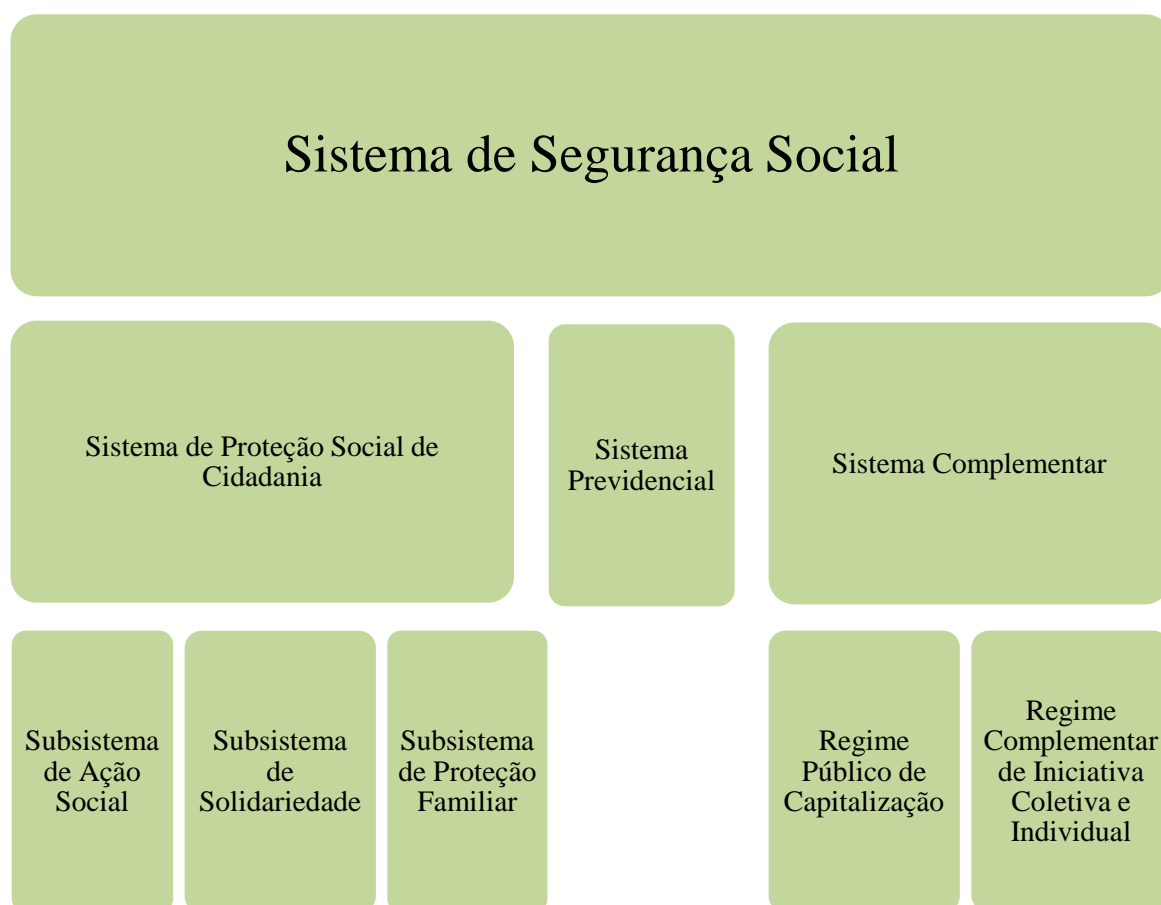 Sistema de Segurança Social
Sistema de Proteção Social de
Cidadania
Sistema
Previdencial
Sistema Complementar
Subsistema
de Ação
Social
Subsistema
de
Solidariedade
Subsistema
de Proteção
Familiar
Regime
Público de
Capitalização
Regime
Complementar
de Iniciativa
Coletiva e
Individual